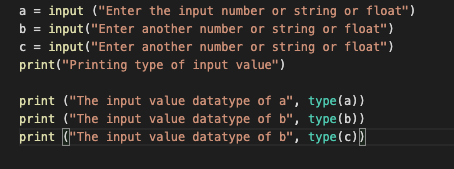 a = input ("Enter the input number or string or float")
b = input("Enter another number or string or float")
c = input("Enter another number or string or float")
print("Printing type of input value")
print ("The input value datatype of a", type(a))
print ("The input value datatype of b", type(b))
print ("The input value datatype of b", type(c))